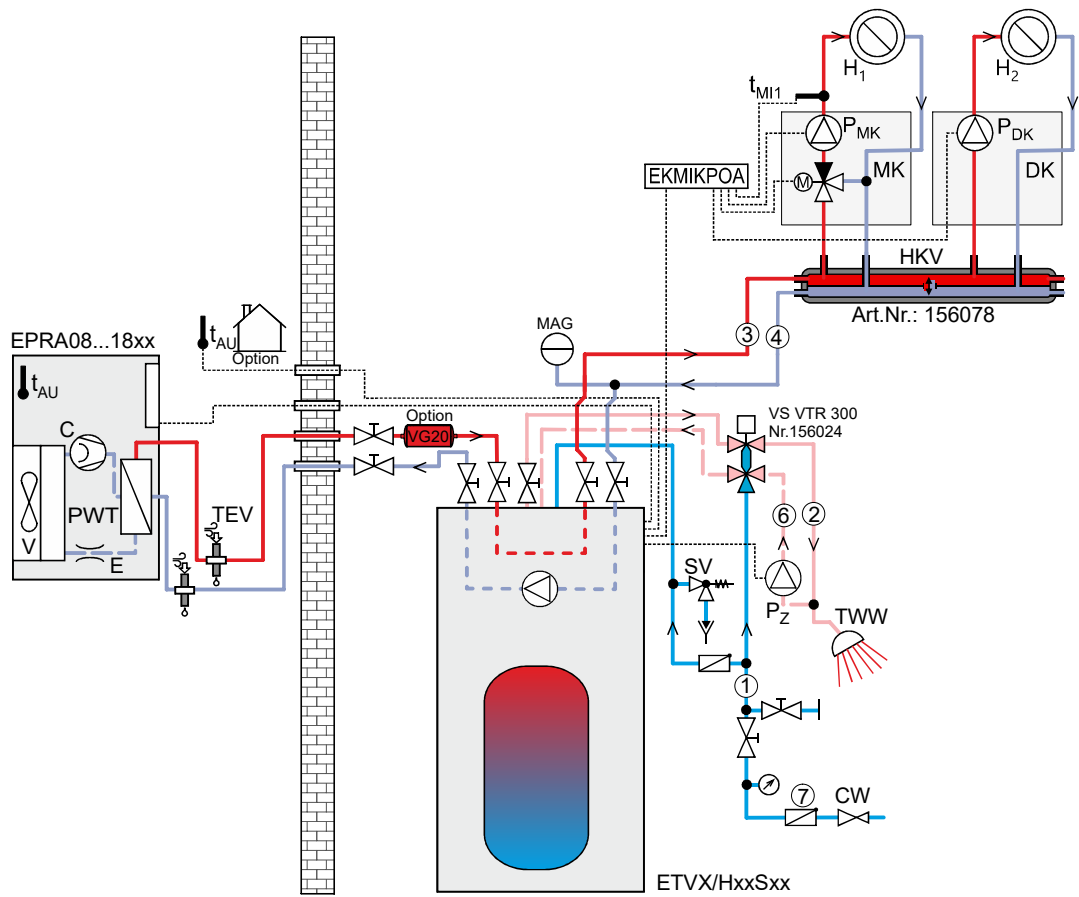 H1
H2
tMI1
PMK
PDK
EKMIKPOA
M
MK
DK
HKV
Art.Nr.: 156078
EPRA08...18xx
tAU
Option
tAU
MAG
3
4
C
Option
VG20
VS VTR 300
Nr.156024
PWT
TEV
V
E
6
2
SV
PZ
TWW
1
7
CW
ETVX/HxxSxx